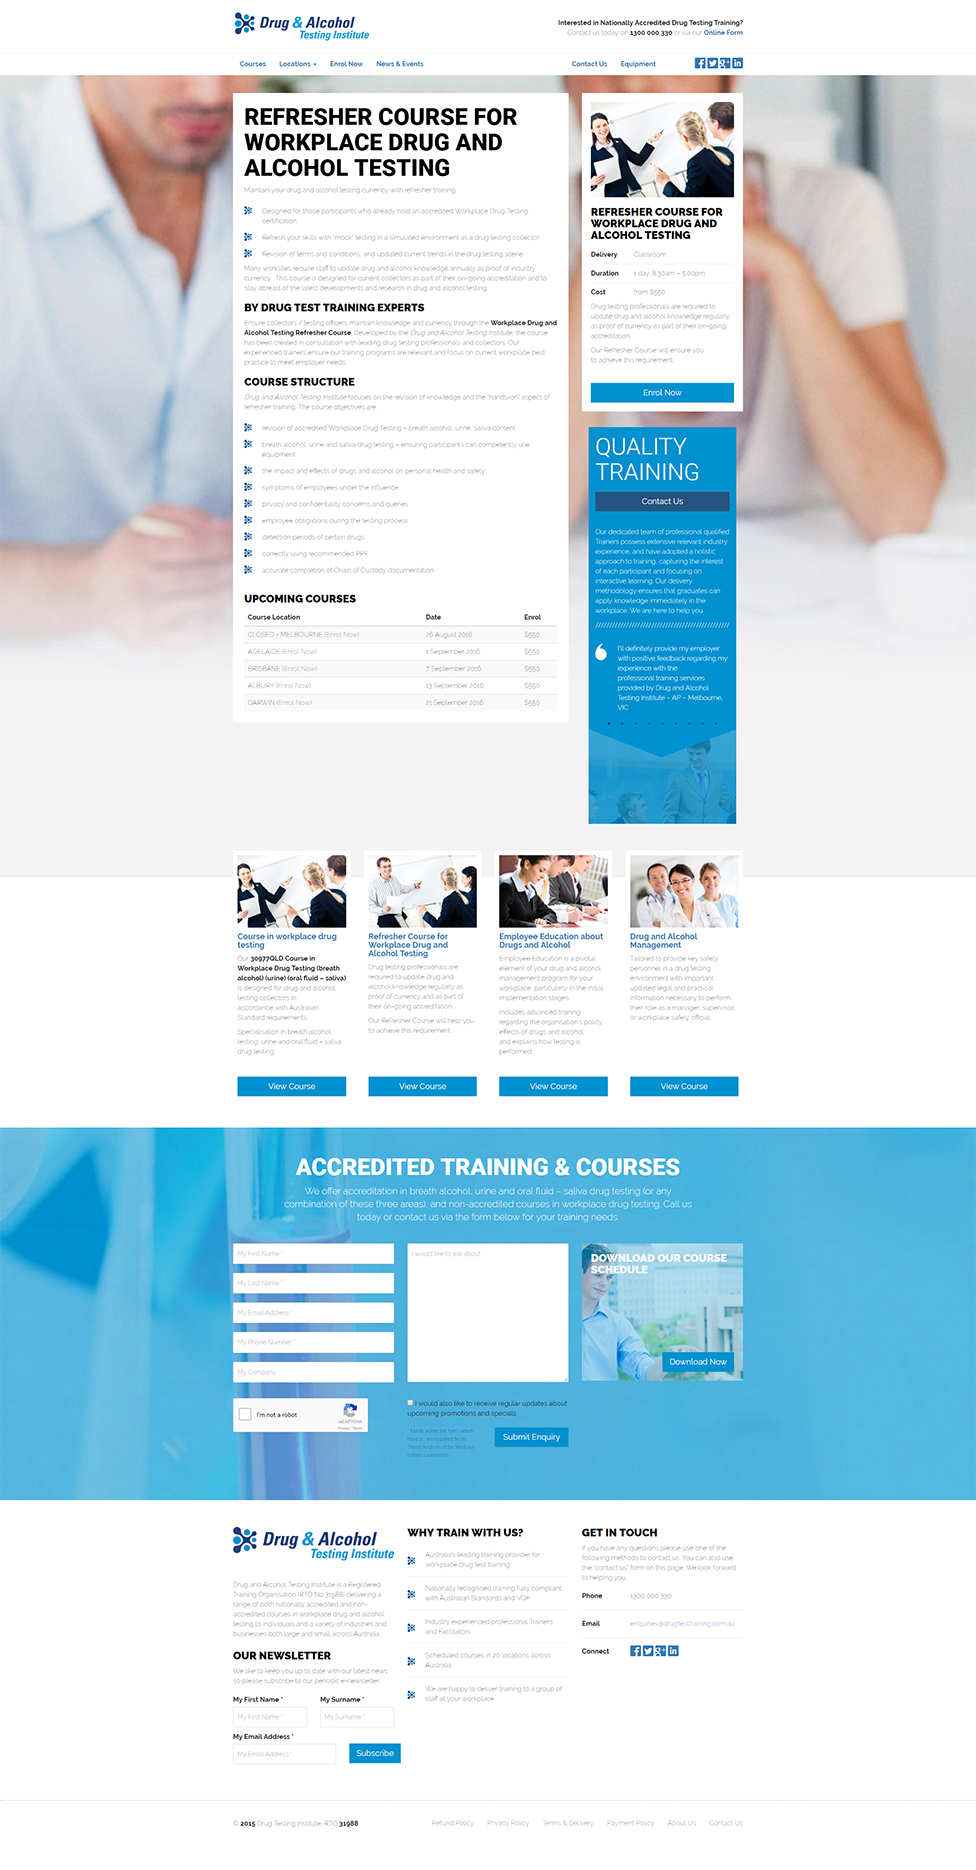 Drug & Alcohol
Testing Institute
Interested in Nationally Accredited Drug Testing Training?
Contact us today on 1300 000 330 or via our Online Form
Courses
Locations
Enrol Now
News & Events
Contact Us
Equipment
REFRESHER COURSE FOR
WORKPLACE DRUG AND
ALCOHOL TESTING
Maintain your drug and alcohol testing currency with refresher training.
Designed for those participants who already hold an accredited Workplace Drug Testing
certification
Refresh your skills with "mock" testing in a simulated environment as a drug testing collector
Revision of terms and conditions, and updated current trends in the drug testing scene
Many worksites require staff to update drug and alcohol knowledge annually as proof of industry
currency. This course is designed for current collectors as part of their on-going accreditation and to
stay abreast of the latest developments and research in drug and alcohol testing.
BY DRUG TEST TRAINING EXPERTS
Ensure collectors / testing officers maintain knowledge and currency through the Workplace Drug and
Alcohol Testing Refresher Course. Developed by the Drug and Alcohol Testing Institute, the course
has been created in consultation with leading drug testing professionals and collectors. Our
experienced trainers ensure our training programs are relevant and focus on current workplace best
practice to meet employer needs.
COURSE STRUCTURE
Drug and Alcohol Testing Institute focuses on the revision of knowledge and the "hands-on" aspect of
refresher training. The course objectives are:
revision of accredited Workplace Drug Testing – breath alcohol, urine, saliva content
breath alcohol, urine and saliva drug testing – ensuring participants can competently use
equipment
the impact and effects of drugs and alcohol on personal health and safety
symptoms of employees under the influence
privacy and confidentiality concerns and queries
employee obligations during the testing process
detection periods of certain drugs
correctly using recommended PPE
accurate completion of Chain of Custody documentation
UPCOMING COURSES
Course Location Date Enrol
CLOSED – MELBOURNE (Enrol Now) 26 August 2016 $550
ADELAIDE (Enrol Now) 1 September 2016 $550
BRISBANE (Enrol Now) 7 September 2016 $550
ALBURY (Enrol Now) 13 September 2016 $550
DARWIN (Enrol Now) 21 September 2016 $550
REFRESHER COURSE FOR
WORKPLACE DRUG AND
ALCOHOL TESTING
Delivery Classroom
Duration 1 day, 8.30am – 5.00pm
Cost from $550
Drug testing professionals are required to
update drug and alcohol knowledge regularly
as proof of currency as part of their on-going
accreditation.
Our Refresher Course will ensure you
to achieve this requirement.
Enrol Now
QUALITY
TRAINING
Contact Us
Our dedicated team of professional qualified
Trainers possess extensive relevant industry
experience, and have adopted a holistic
approach to training, capturing the interest
of each participant and focusing on
interactive learning. Our delivery
methodology ensures that graduates can
apply knowledge immediately in the
workplace. We are here to help you.
I'll definitely provide my employer
with positive feedback regarding my
experience with the
professional training services
provided by Drug and Alcohol
Testing Institute – AP – Melbourne,
VIC
Course in workplace drug
testing
Our 30977QLD Course in
Workplace Drug Testing (breath
alcohol) (urine) (oral fluid – saliva)
is designed for drug and alcohol
testing collectors in
accordance with Australian
Standard requirements.
Specialisation in breath alcohol
testing, urine and oral fluid – saliva
drug testing.
View Course
Refresher Course for
Workplace Drug and
Alcohol Testing
Drug testing professionals are
required to update drug and
alcohol knowledge regularly as
proof of currency and as part of
their on-going accreditation.
Our Refresher Course will help you
to achieve this requirement.
View Course
Employee Education about
Drugs and Alcohol
Employee Education is a pivotal
element of your drug and alcohol
management program for your
workplace, particularly in the initial
implementation stages.
Includes advanced training
regarding the organisation's policy,
effects of drugs and alcohol
and explains how testing is
performed.
View Course
Drug and Alcohol
Management
Tailored to provide key safety
personnel in a drug testing
environment with important
updated legal and practical
information necessary to perform
their role as a manager, supervisor,
or workplace safety official.
View Course
ACCREDITED TRAINING & COURSES
We offer accreditation in breath alcohol, urine and oral fluid – saliva drug testing (or any
combination of these three areas), and non-accredited courses in workplace drug testing. Call us
today or contact us via the form below for your training needs.
My First Name *
My Last Name *
My Email Address *
My Phone Number *
My Company
I'm not a robot
reCAPTCHA
Privacy - Terms
I would like to ask about...
I would also like to receive regular updates about
upcoming promotions and specials
* Fields within this form which
have a * are required fields.
These fields must be filled out
before submission.
Submit Enquiry
DOWNLOAD OUR COURSE
SCHEDULE
Download Now
Drug & Alcohol
Testing Institute
Drug and Alcohol Testing Institute is a Registered
Training Organisation (RTO No 31988) delivering a
range of both nationally accredited and non-
accredited courses in workplace drug and alcohol
testing to individuals and a variety of industries and
businesses both large and small across Australia.
OUR NEWSLETTER
We like to keep you up to date with our latest news
so please subscribe to our periodic e-newsletter.
My First Name * My Surname *
My First Name * My Surname *
My Email Address *
My Email Address *
Subscribe
WHY TRAIN WITH US?
Australia's leading training provider for
workplace drug test training
Nationally recognised training fully compliant
with Australian Standards and VQF
Industry experienced professional Trainers
and Facilitators
Scheduled courses in 20 locations across
Australia
We are happy to deliver training to a group of
staff at your workplace
GET IN TOUCH
If you have any questions please use one of the
following methods to contact us. You can also use
the "contact us" form on this page. We look forward
to helping you.
Phone 1300 000 330
Email enquiries@drugtesttraining.com.au
Connect
© 2015 Drug Testing Institute. RTO 31988
Refund Policy
Privacy Policy
Terms & Delivery
Payment Policy
About Us
Contact Us